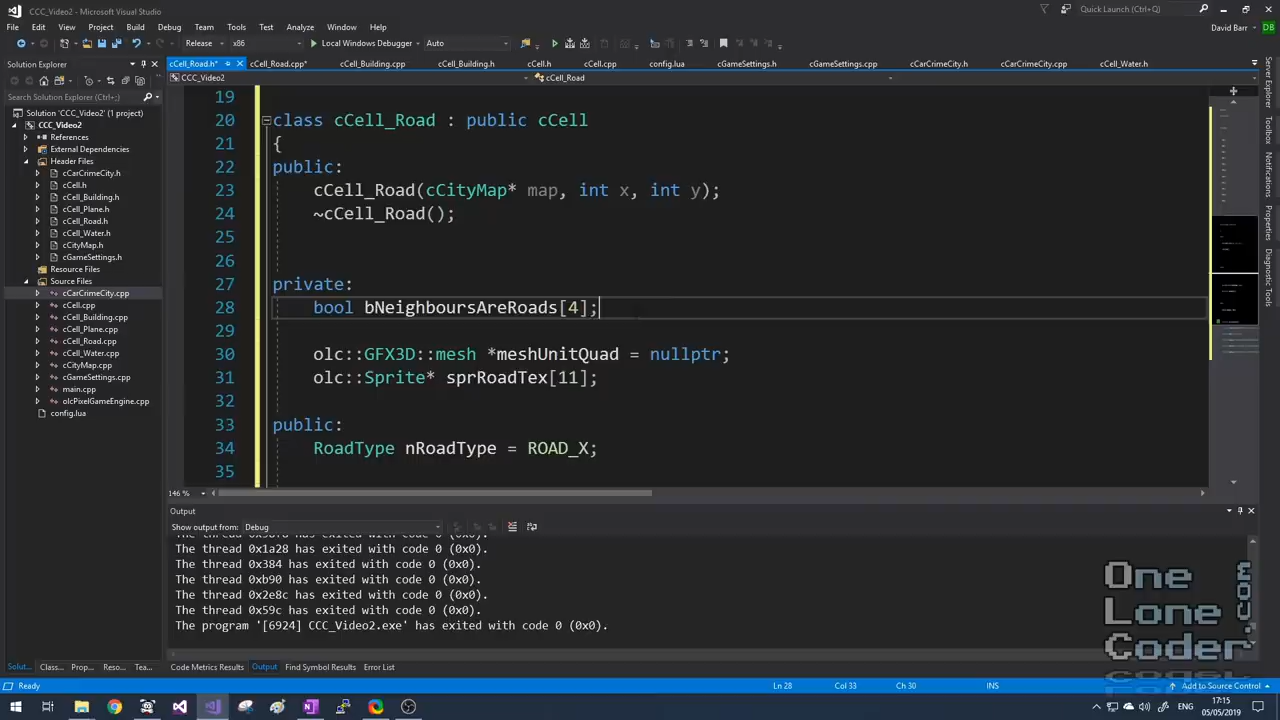 CCC_Video2 - Microsoft Visual Studio
Quick Launch (Ctrl+Q)
File Edit View Project Build Debug Team Tools Test Analyze Window Help
David Barr DB
Release x86 Local Windows Debugger Auto
Solution Explorer
cCell_Road.h* cCell_Road.cpp* cCell_Building.cpp cCell_Building.h cCell.h cCell.cpp config.lua cGameSettings.h cGameSettings.cpp cCarCrimeCity.h cCarCrimeCity.cpp cCell_Water.h
CCC_Video2 cCell_Road
Search Solution Explorer (Ctrl+;)
Solution 'CCC_Video2' (1 project)
CCC_Video2
References
External Dependencies
Header Files
cCarCrimeCity.h
cCell.h
cCell_Building.h
cCell_Plane.h
cCell_Road.h
cCell_Water.h
cCityMap.h
cGameSettings.h
Resource Files
Source Files
cCarCrimeCity.cpp
cCell.cpp
cCell_Building.cpp
cCell_Plane.cpp
cCell_Road.cpp
cCell_Water.cpp
cCityMap.cpp
cGameSettings.cpp
main.cpp
olcPixelGameEngine.cpp
config.lua
19
20 class cCell_Road : public cCell
21 {
22 public:
23 cCell_Road(cCityMap* map, int x, int y);
24 ~cCell_Road();
25
26
27 private:
28 bool bNeighboursAreRoads[4];
29
30 olc::GFX3D::mesh *meshUnitQuad = nullptr;
31 olc::Sprite* sprRoadTex[11];
32
33 public:
34 RoadType nRoadType = ROAD_X;
35
146 %
Server Explorer
Toolbox
Notifications
Properties
Diagnostic Tools
Output
Show output from: Debug
The thread 0x1a28 has exited with code 0 (0x0).
The thread 0x384 has exited with code 0 (0x0).
The thread 0xb90 has exited with code 0 (0x0).
The thread 0x2e8c has exited with code 0 (0x0).
The thread 0x59c has exited with code 0 (0x0).
The program '[6924] CCC_Video2.exe' has exited with code 0 (0x0).
One
Lone
Coder
.com
Solut... Class... Prop... Reso... Tea...
Code Metrics Results Output Find Symbol Results Error List
Ready Ln 28 Col 33 Ch 30 INS Add to Source Control
ENG
17:15
05/05/2019